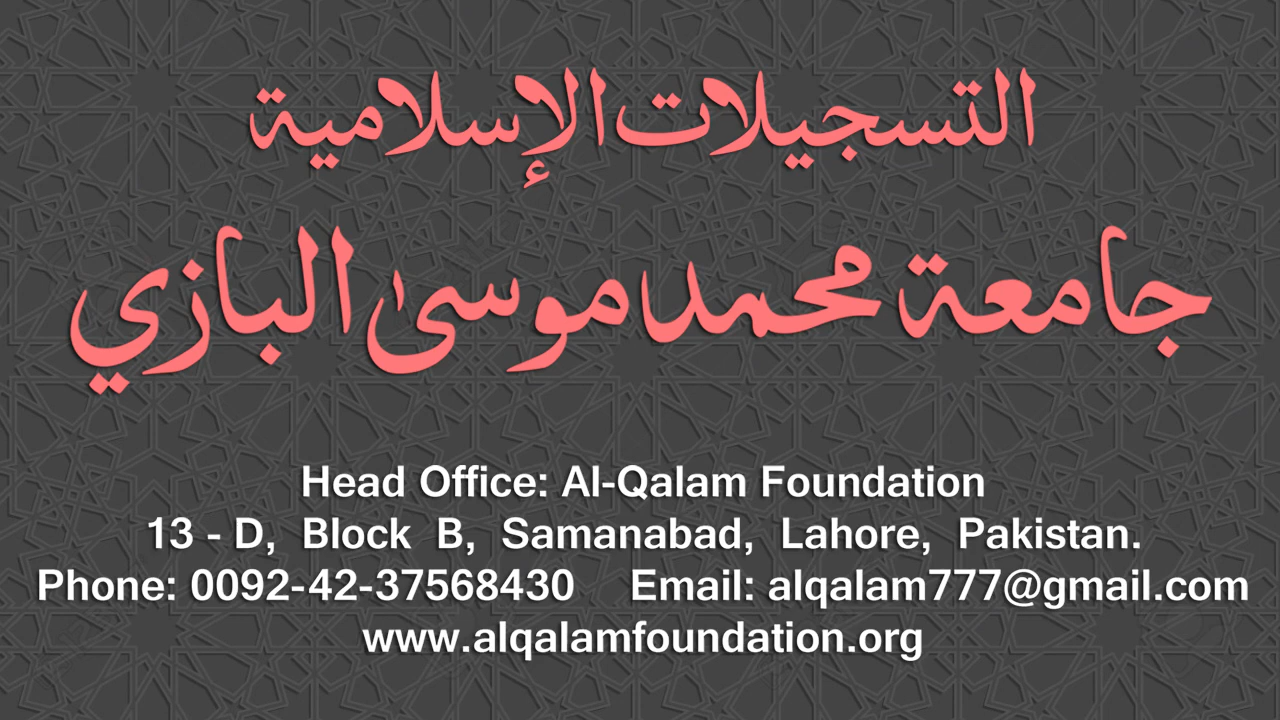 التسجيلات الإسلامية
جامعة محمد موسىٰ البازي
Head Office: Al-Qalam Foundation
13 - D, Block B, Samanabad, Lahore, Pakistan.
Phone: 0092-42-37568430 Email: alqalam777@gmail.com
www.alqalamfoundation.org